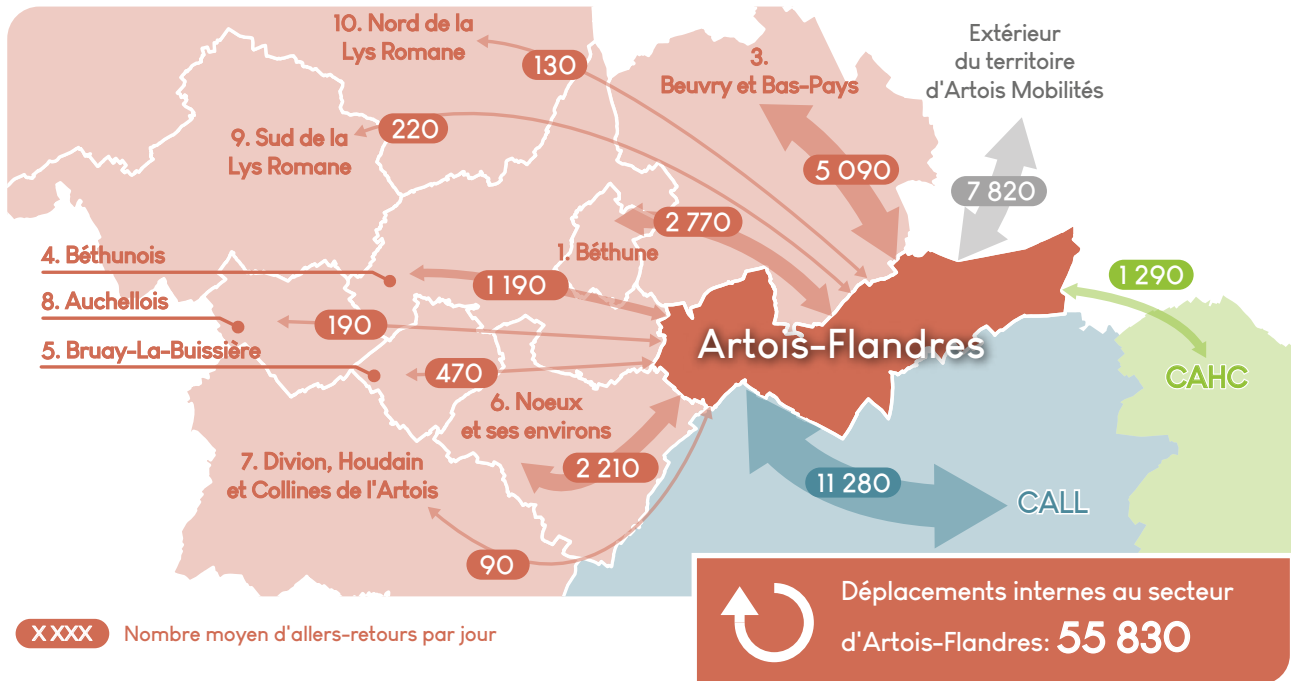 10. Nord de la
Lys Romane
130
3.
Beuvry et Bas-Pays
Extérieur
du territoire
d'Artois Mobilités
9. Sud de la
Lys Romane
220
5 090
7 820
2 770
4. Béthunois
1. Béthune
1 190
1 290
8. Auchellois
190
Artois-Flandres
5. Bruay-La-Buissière
470
CAHC
6. Noeux
et ses environs
2 210
7. Divion, Houdain
et Collines de l'Artois
11 280
CALL
90
Déplacements internes au secteur
d'Artois-Flandres: 55 830
X XXX Nombre moyen d'allers-retours par jour